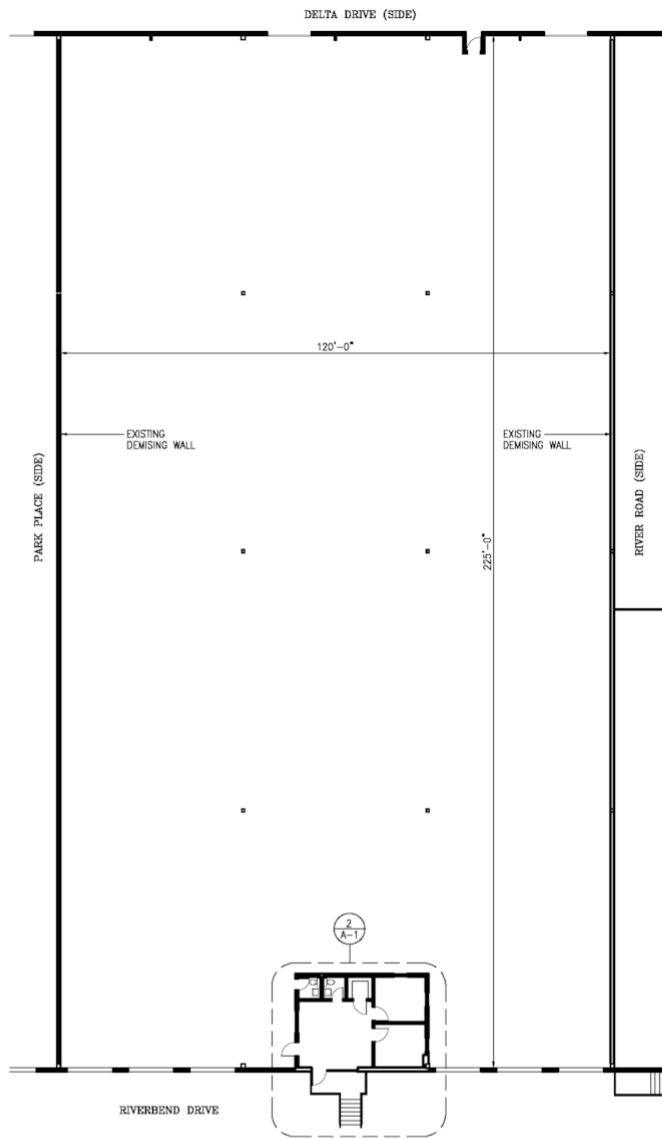 DELTA DRIVE (SIDE)
120'-0"
EXISTING
DEMISING WALL
EXISTING
DEMISING WALL
PARK PLACE (SIDE)
RIVER ROAD (SIDE)
225'-0"
2
A-1
RIVERBEND DRIVE